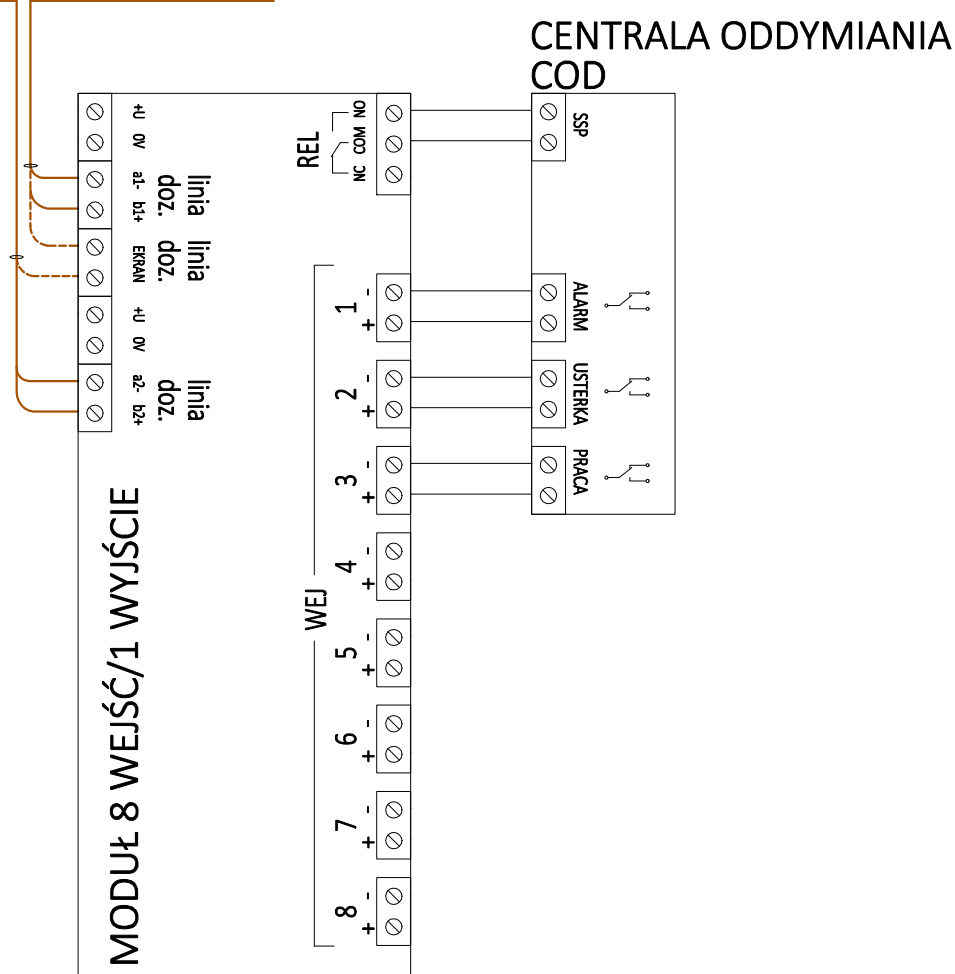 CENTRALA ODDYMIANIA
COD
+U
0V
a1-
b1+
linia
doz.
EKRAN
linia
doz.
+U
0V
a2-
b2+
linia
doz.
MODUŁ 8 WEJŚĆ/1 WYJŚCIE
REL
NO
COM
NC
SSP
WEJ
1
-
+
ALARM
2
-
+
USTERKA
3
-
+
PRACA
4
-
+
5
-
+
6
-
+
7
-
+
8
-
+